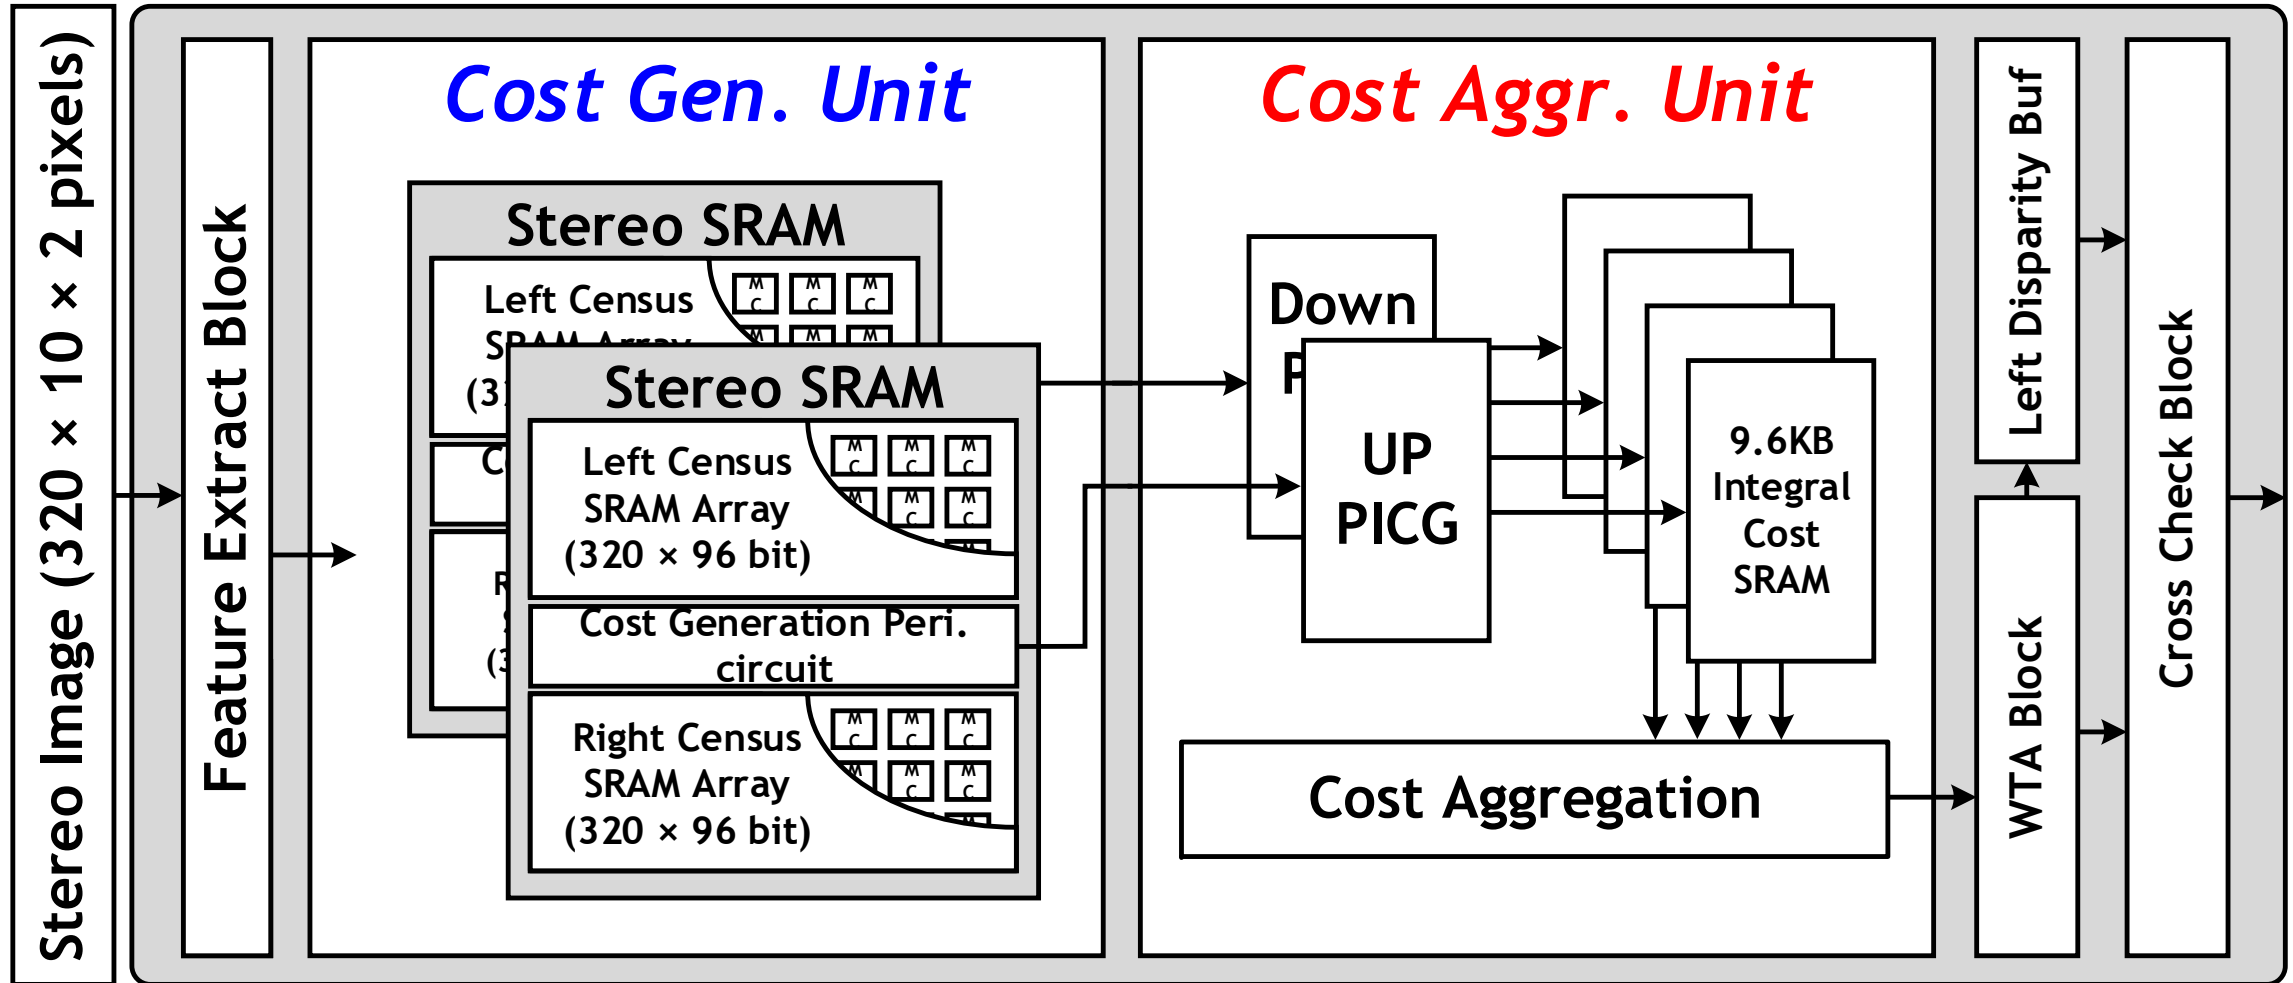 Stereo Image (320 × 10 × 2 pixels)
Feature Extract Block
Cost Gen. Unit
Stereo SRAM
Left Census
M C M C M C
Stereo SRAM
Left Census
SRAM Array
(320 × 96 bit)
M C M C M C
M C M C M C
Cost Generation Peri.
circuit
Right Census
SRAM Array
(320 × 96 bit)
M C M C M C
M C M C M C
Cost Aggr. Unit
Down
UP
PICG
9.6KB
Integral
Cost
SRAM
Cost Aggregation
Left Disparity Buf
WTA Block
Cross Check Block